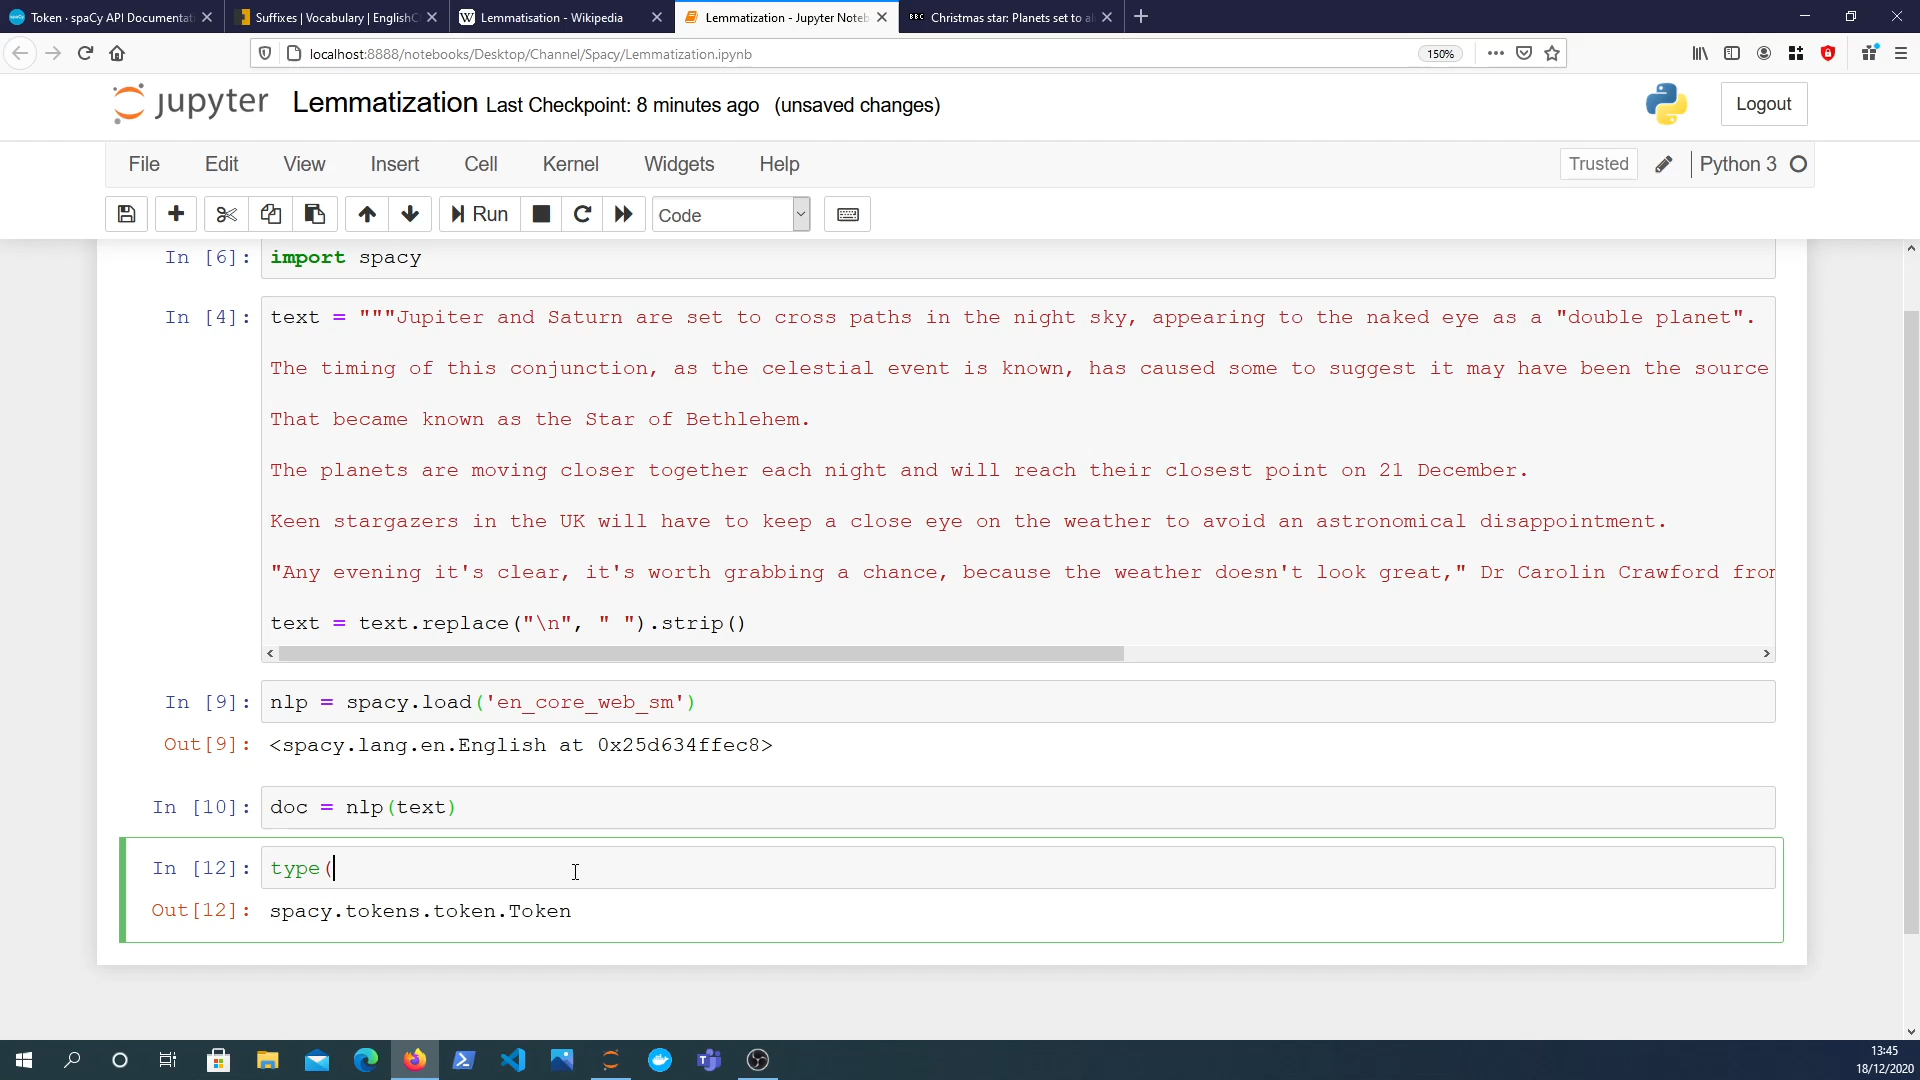 Token · spaCy API Documentati
Suffixes | Vocabulary | EnglishC
Lemmatisation - Wikipedia
Lemmatization - Jupyter Noteb
BBC Christmas star: Planets set to al
localhost:8888/notebooks/Desktop/Channel/Spacy/Lemmatization.ipynb
150%
jupyter Lemmatization Last Checkpoint: 8 minutes ago (unsaved changes)
Logout
File Edit View Insert Cell Kernel Widgets Help
Trusted
Python 3
Run
Code
In [6]: import spacy
In [4]: text = """Jupiter and Saturn are set to cross paths in the night sky, appearing to the naked eye as a "double planet".
The timing of this conjunction, as the celestial event is known, has caused some to suggest it may have been the source
That became known as the Star of Bethlehem.
The planets are moving closer together each night and will reach their closest point on 21 December.
Keen stargazers in the UK will have to keep a close eye on the weather to avoid an astronomical disappointment.
"Any evening it's clear, it's worth grabbing a chance, because the weather doesn't look great," Dr Carolin Crawford from
text = text.replace("\n", " ").strip()
In [9]: nlp = spacy.load('en_core_web_sm')
Out[9]: <spacy.lang.en.English at 0x25d634ffec8>
In [10]: doc = nlp(text)
In [12]: type(
Out[12]: spacy.tokens.token.Token
13:45
18/12/2020